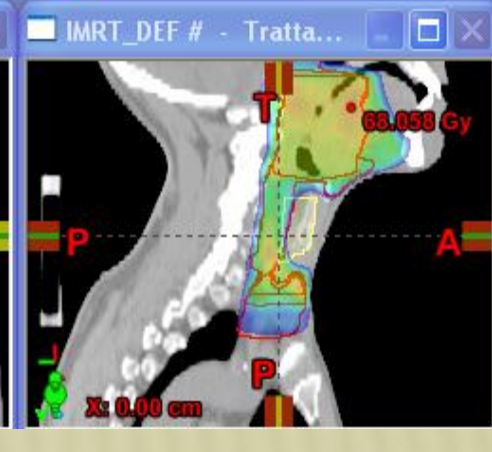 IMRT_DEF # - Tratta...
T
68.058 Gy
P
A
P
X: 0.00 cm